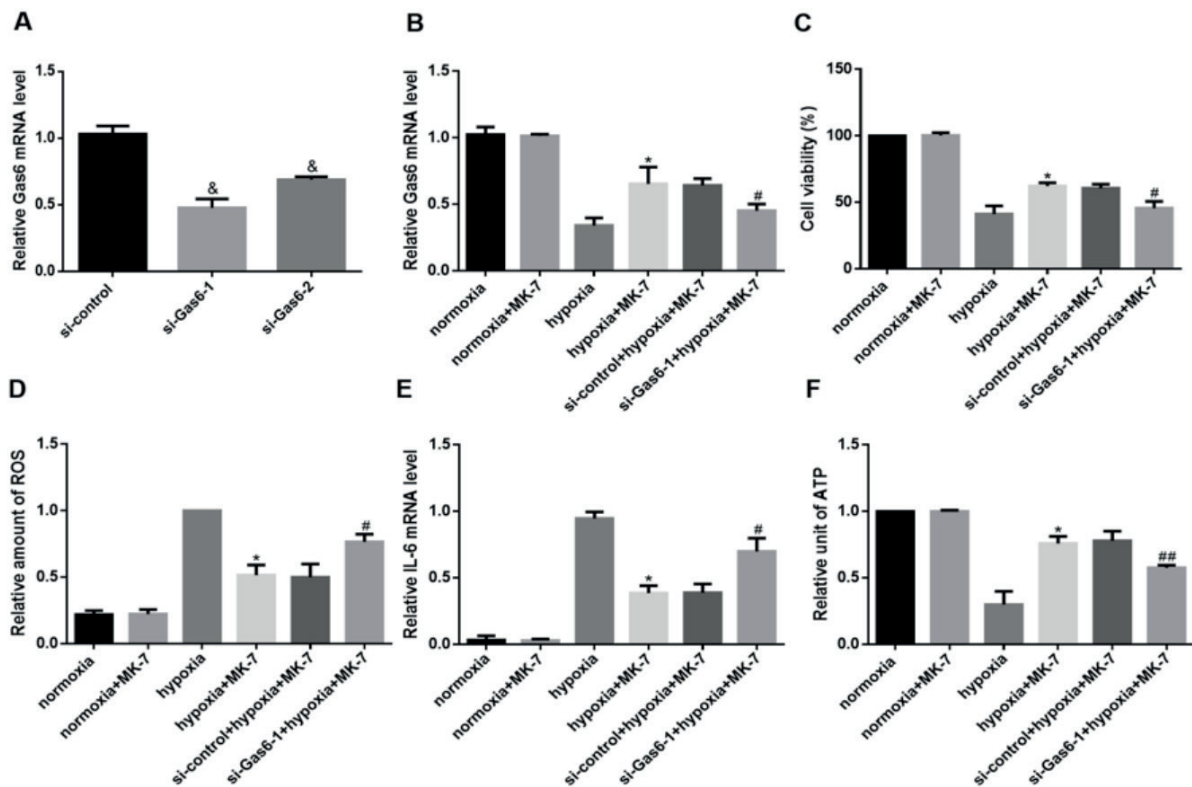 A
Relative Gas6 mRNA level
1.5
1.0
0.5
0.0
&
&
si-control
si-Gas6-1
si-Gas6-2
B
Relative Gas6 mRNA level
1.5
1.0
0.5
0.0
*
#
normoxia
normoxia+MK-7
hypoxia
hypoxia+MK-7
si-control+hypoxia+MK-7
si-Gas6-1+hypoxia+MK-7
C
Cell viability (%)
150
100
50
0
*
#
normoxia
normoxia+MK-7
hypoxia
hypoxia+MK-7
si-control+hypoxia+MK-7
si-Gas6-1+hypoxia+MK-7
D
Relative amount of ROS
1.5
1.0
0.5
0.0
*
#
normoxia
normoxia+MK-7
hypoxia
hypoxia+MK-7
si-control+hypoxia+MK-7
si-Gas6-1+hypoxia+MK-7
E
Relative IL-6 mRNA level
1.5
1.0
0.5
0.0
*
#
normoxia
normoxia+MK-7
hypoxia
hypoxia+MK-7
si-control+hypoxia+MK-7
si-Gas6-1+hypoxia+MK-7
F
Relative unit of ATP
1.5
1.0
0.5
0.0
*
##
normoxia
normoxia+MK-7
hypoxia
hypoxia+MK-7
si-control+hypoxia+MK-7
si-Gas6-1+hypoxia+MK-7